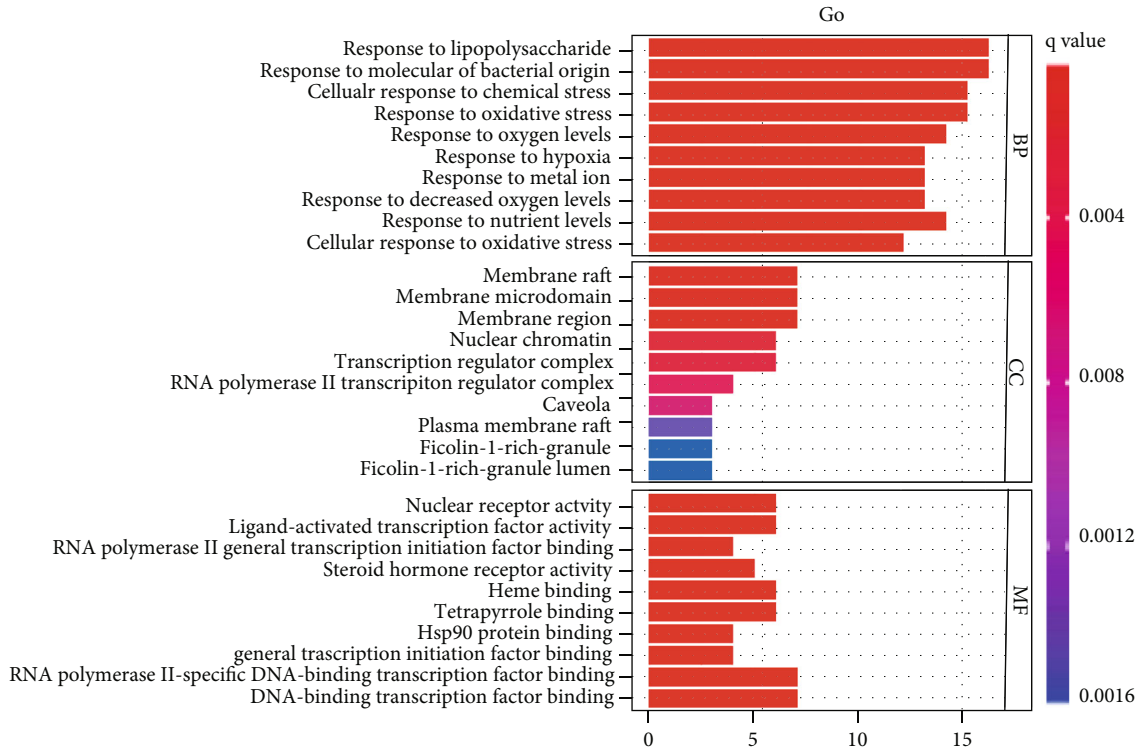 Go
Response to lipopolysaccharide
Response to molecular of bacterial origin
Cellualr response to chemical stress
Response to oxidative stress
Response to oxygen levels
Response to hypoxia
Response to metal ion
Response to decreased oxygen levels
Response to nutrient levels
Cellular response to oxidative stress
BP
Membrane raft
Membrane microdomain
Membrane region
Nuclear chromatin
Transcription regulator complex
RNA polymerase II transcripiton regulator complex
Caveola
Plasma membrane raft
Ficolin-1-rich-granule
Ficolin-1-rich-granule lumen
CC
Nuclear receptor actvity
Ligand-activated transcription factor activity
RNA polymerase II general transcription initiation factor binding
Steroid hormone receptor activity
Heme binding
Tetrapyrrole binding
Hsp90 protein binding
general trascription initiation factor binding
RNA polymerase II-specific DNA-binding transcription factor binding
DNA-binding transcription factor binding
MF
0
5
10
15
q value
0.004
0.008
0.0012
0.0016